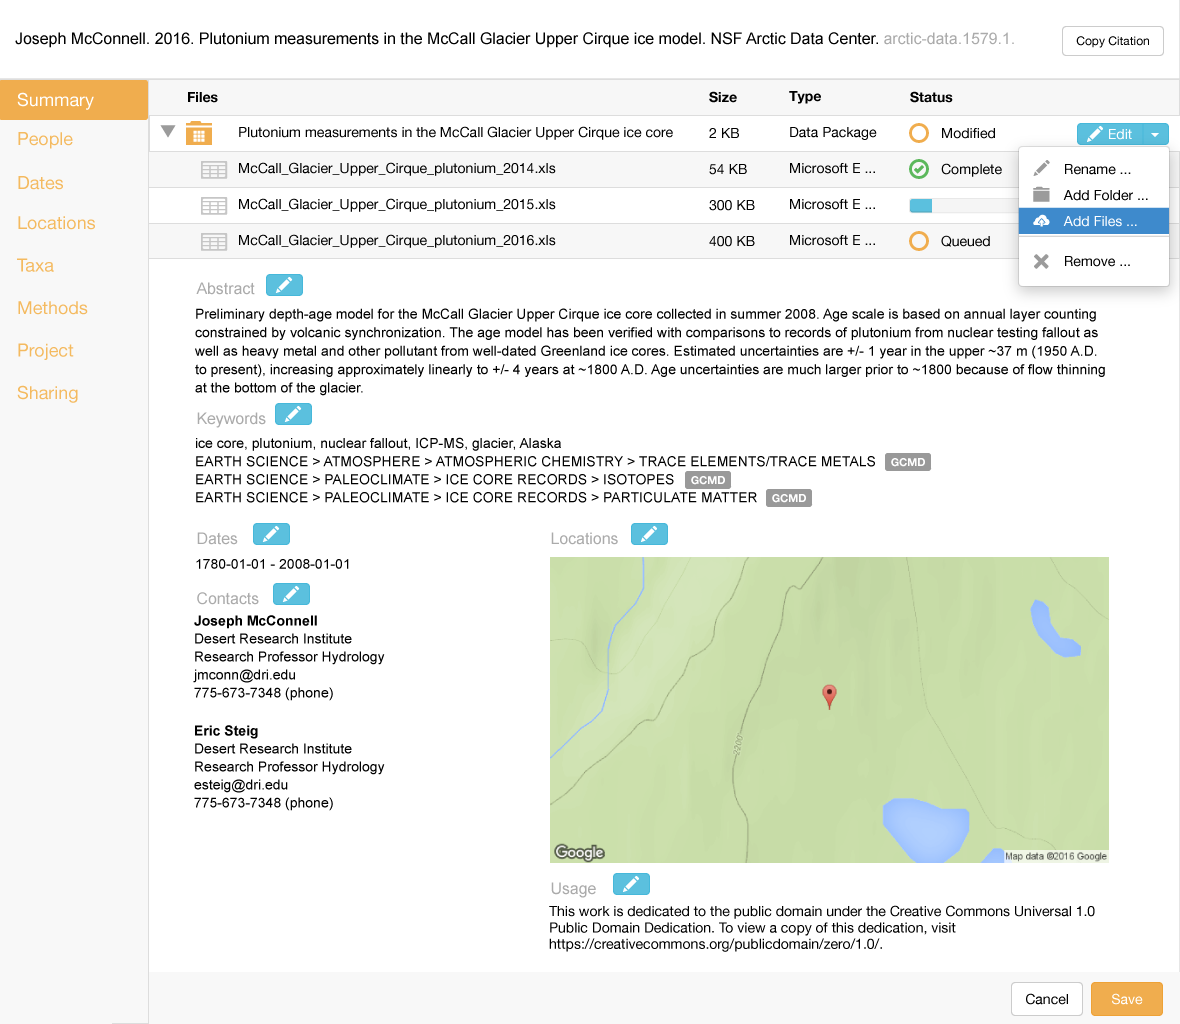 Joseph McConnell. 2016. Plutonium measurements in the McCall Glacier Upper Cirque ice model. NSF Arctic Data Center. arctic-data.1579.1.
Copy Citation
Summary
People
Dates
Locations
Taxa
Methods
Project
Sharing
Files Size Type Status
Plutonium measurements in the McCall Glacier Upper Cirque ice core 2 KB Data Package Modified Edit
McCall_Glacier_Upper_Cirque_plutonium_2014.xls 54 KB Microsoft E ... Complete
McCall_Glacier_Upper_Cirque_plutonium_2015.xls 300 KB Microsoft E ...
McCall_Glacier_Upper_Cirque_plutonium_2016.xls 400 KB Microsoft E ... Queued
Rename ...
Add Folder ...
Add Files ...
Remove ...
Abstract
Preliminary depth-age model for the McCall Glacier Upper Cirque ice core collected in summer 2008. Age scale is based on annual layer counting
constrained by volcanic synchronization. The age model has been verified with comparisons to records of plutonium from nuclear testing fallout as
well as heavy metal and other pollutant from well-dated Greenland ice cores. Estimated uncertainties are +/- 1 year in the upper ~37 m (1950 A.D.
to present), increasing approximately linearly to +/- 4 years at ~1800 A.D. Age uncertainties are much larger prior to ~1800 because of flow thinning
at the bottom of the glacier.
Keywords
ice core, plutonium, nuclear fallout, ICP-MS, glacier, Alaska
EARTH SCIENCE > ATMOSPHERE > ATMOSPHERIC CHEMISTRY > TRACE ELEMENTS/TRACE METALS GCMD
EARTH SCIENCE > PALEOCLIMATE > ICE CORE RECORDS > ISOTOPES GCMD
EARTH SCIENCE > PALEOCLIMATE > ICE CORE RECORDS > PARTICULATE MATTER GCMD
Dates
1780-01-01 - 2008-01-01
Contacts
Joseph McConnell
Desert Research Institute
Research Professor Hydrology
jmconn@dri.edu
775-673-7348 (phone)
Eric Steig
Desert Research Institute
Research Professor Hydrology
esteig@dri.edu
775-673-7348 (phone)
Locations
2200
Google
Map data ©2016 Google
Usage
This work is dedicated to the public domain under the Creative Commons Universal 1.0
Public Domain Dedication. To view a copy of this dedication, visit
https://creativecommons.org/publicdomain/zero/1.0/.
Cancel
Save